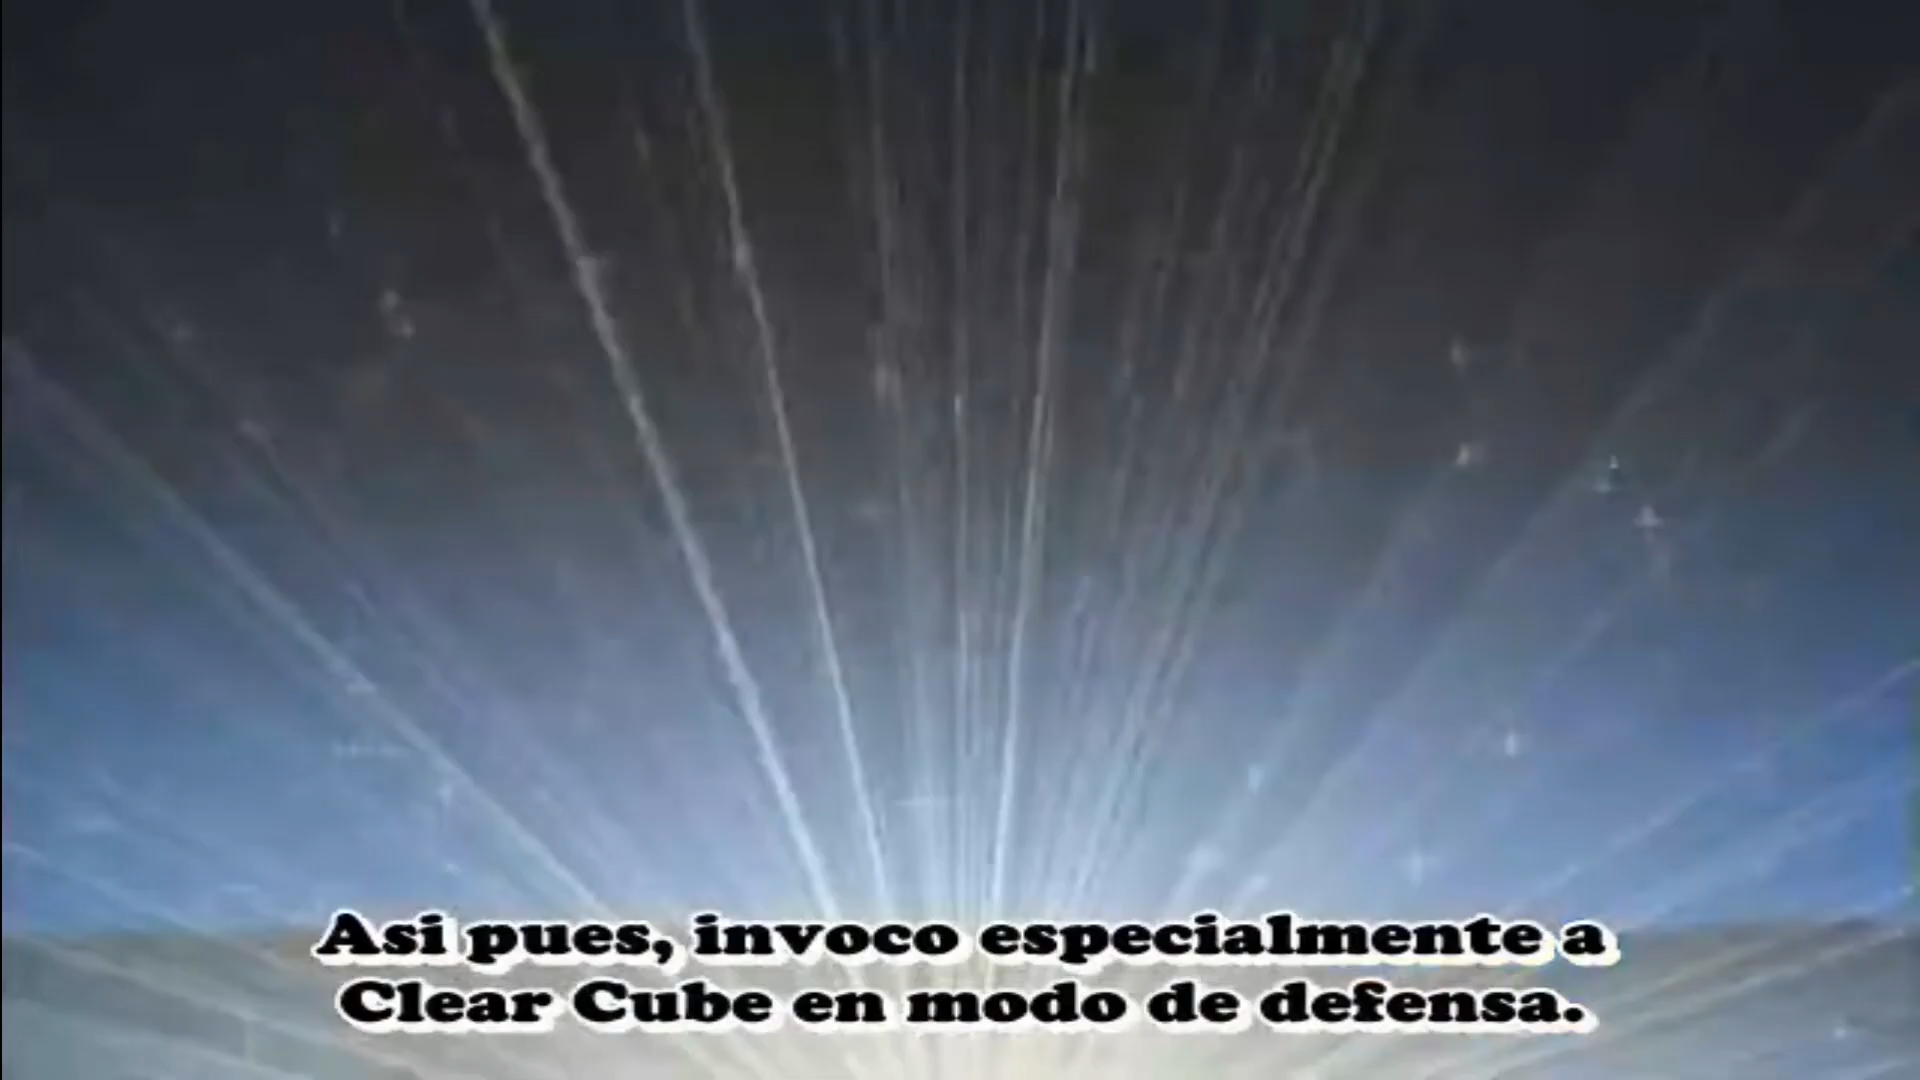 Asi pues, invoco especialmente a
Clear Cube en modo de defensa.